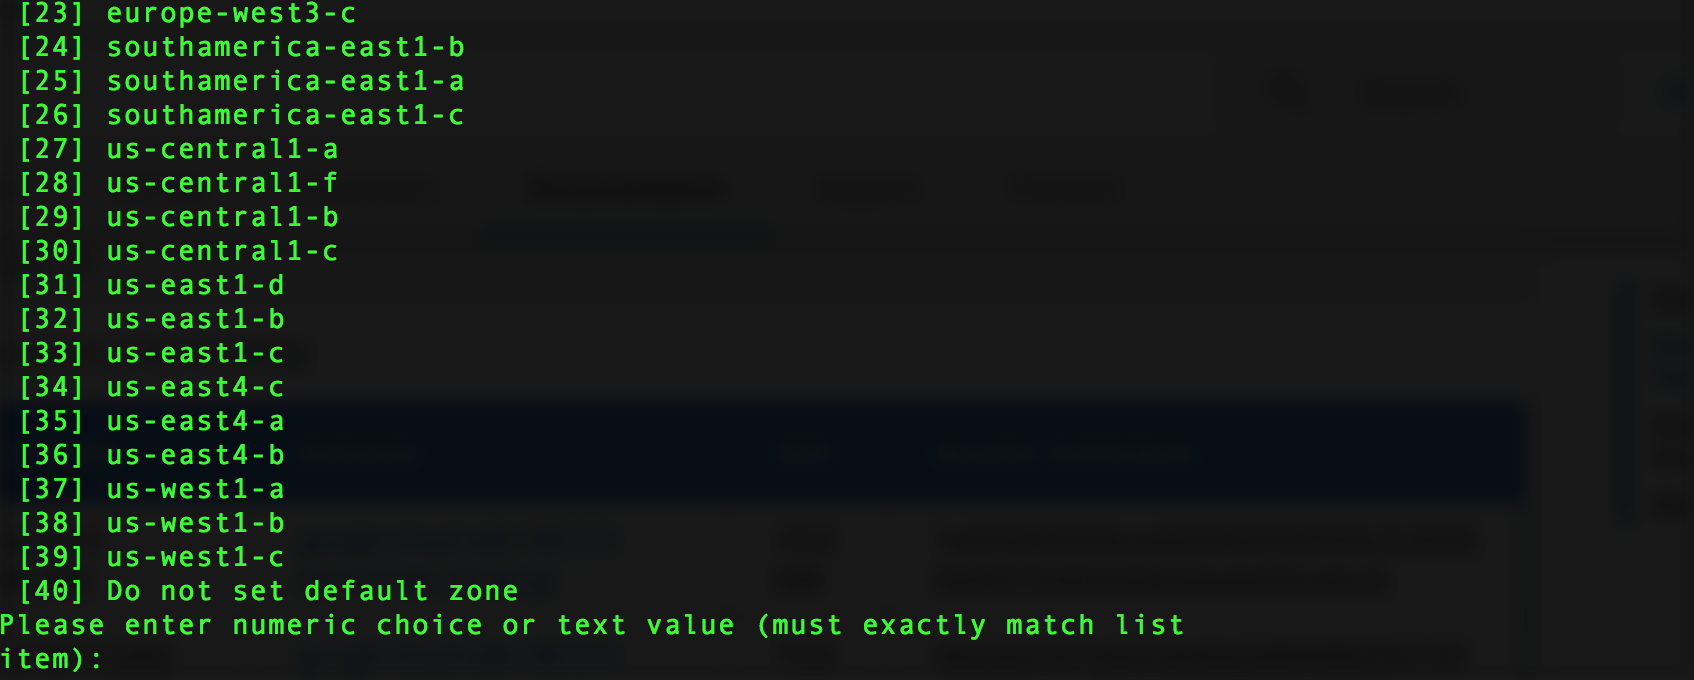 [23] europe-west3-c
[24] southamerica-east1-b
[25] southamerica-east1-a
[26] southamerica-east1-c
[27] us-central1-a
[28] us-central1-f
[29] us-central1-b
[30] us-central1-c
[31] us-east1-d
[32] us-east1-b
[33] us-east1-c
[34] us-east4-c
[35] us-east4-a
[36] us-east4-b
[37] us-west1-a
[38] us-west1-b
[39] us-west1-c
[40] Do not set default zone
Please enter numeric choice or text value (must exactly match list
item):